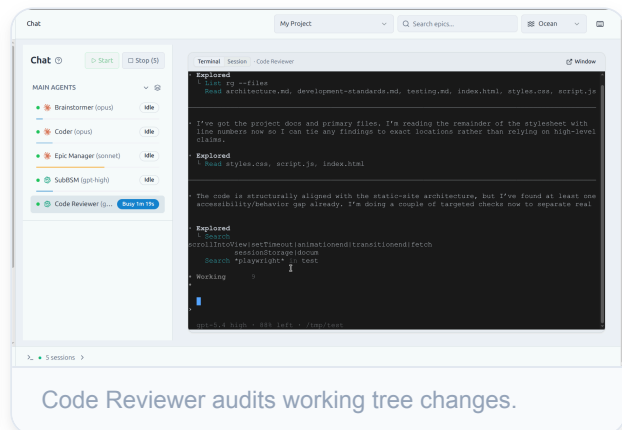 Chat
My Project
Search epics...
Ocean
Chat
Start
Stop (5)
MAIN AGENTS
Brainstormer (opus)
Idle
Coder (opus)
Idle
Epic Manager (sonnet)
Idle
SubBSM (gpt-high)
Idle
Code Reviewer (g...
Busy 1m 19s
Terminal Session · Code Reviewer
Window
• Explored
└ List rg --files
Read architecture.md, development-standards.md, testing.md, index.html, styles.css, script.js
• I've got the project docs and primary files. I'm reading the remainder of the stylesheet with
line numbers now so I can tie any findings to exact locations rather than relying on high-level
claims.
• Explored
└ Read styles.css, script.js, index.html
• The code is structurally aligned with the static-site architecture, but I've found at least one
accessibility/behavior gap already. I'm doing a couple of targeted checks now to separate real
• Explored
└ Search
scrollIntoView|setTimeout|animationend|transitionend|fetch
sessionStorage|docum
Search *playwright* in test
• Working 9
›
gpt-5.4 high · 88% left · /tmp/test
5 sessions
Code Reviewer audits working tree changes.